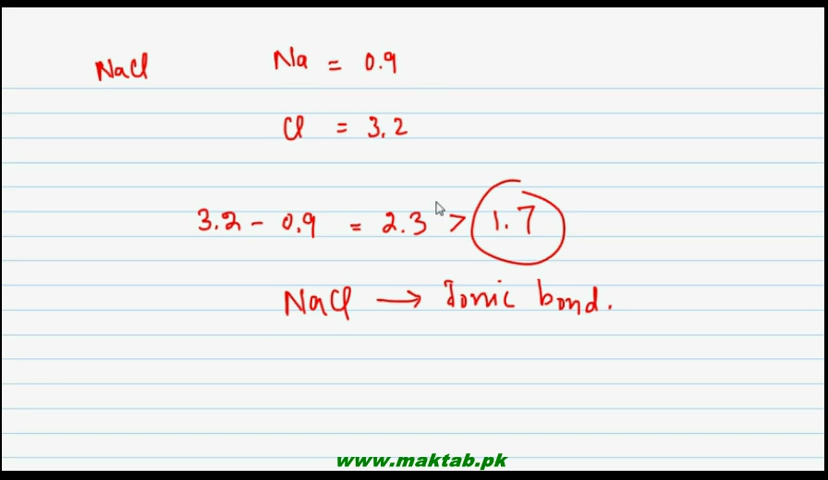 NaCl Na = 0.9
Cl = 3.2
3.2 - 0.9 = 2.3 > 1.7
NaCl → Ionic bond.
www.maktab.pk